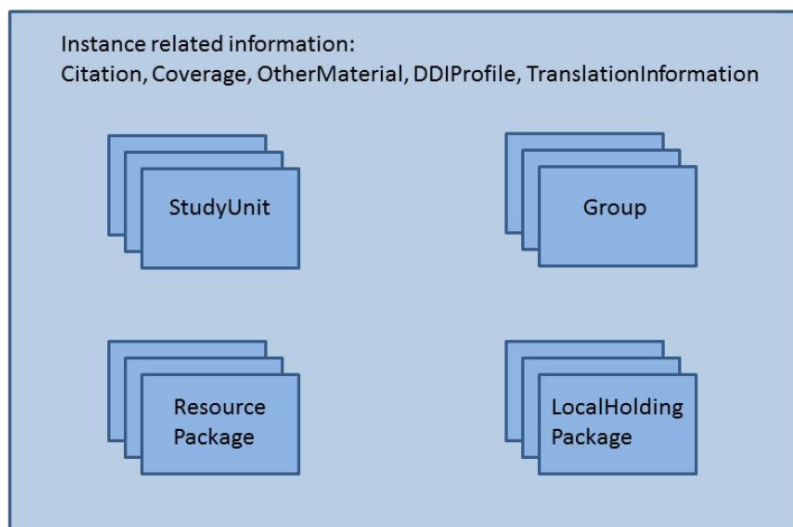 Instance related information:
Citation, Coverage, OtherMaterial, DDIProfile, TranslationInformation
StudyUnit
Group
Resource
Package
LocalHolding
Package